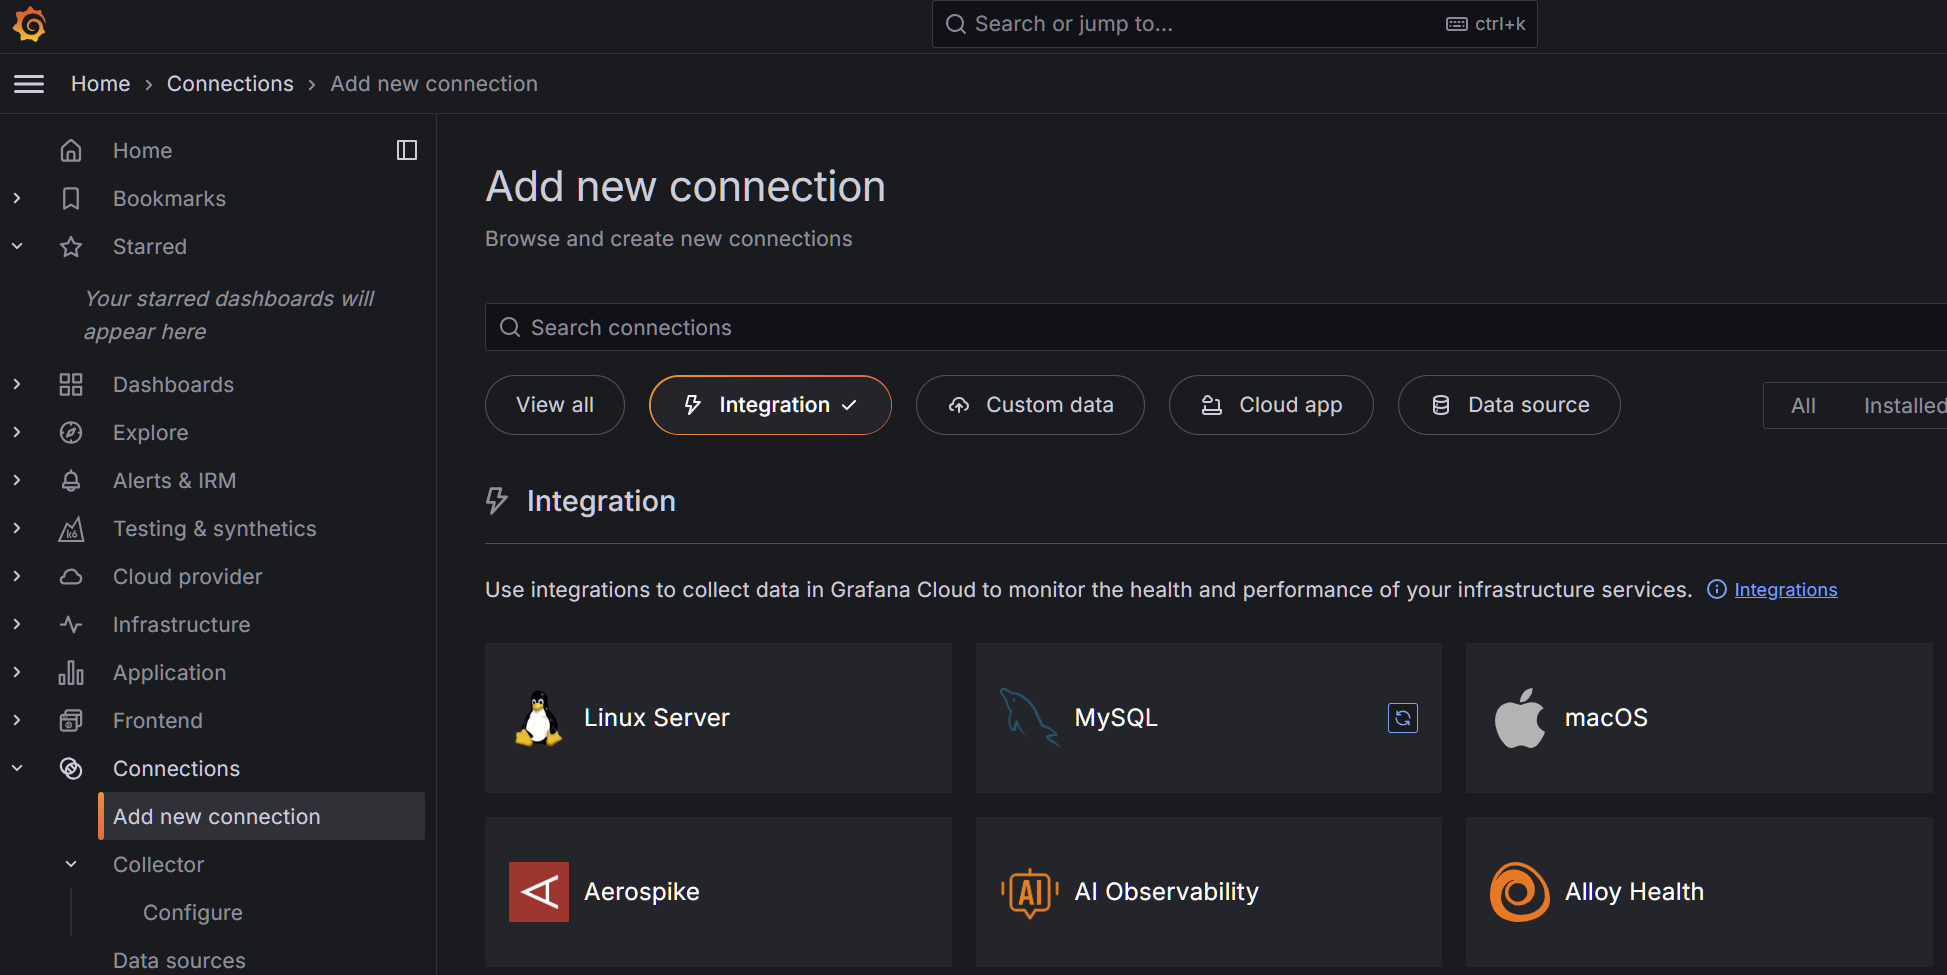 Search or jump to...
ctrl+k
Home › Connections › Add new connection
Home
Bookmarks
Starred
Your starred dashboards will
appear here
Dashboards
Explore
Alerts & IRM
Testing & synthetics
Cloud provider
Infrastructure
Application
Frontend
Connections
Add new connection
Collector
Configure
Data sources
Add new connection
Browse and create new connections
Search connections
View all
Integration
Custom data
Cloud app
Data source
All
Installed
Integration
Use integrations to collect data in Grafana Cloud to monitor the health and performance of your infrastructure services. Integrations
Linux Server
MySQL
macOS
Aerospike
AI
AI Observability
Alloy Health
k6